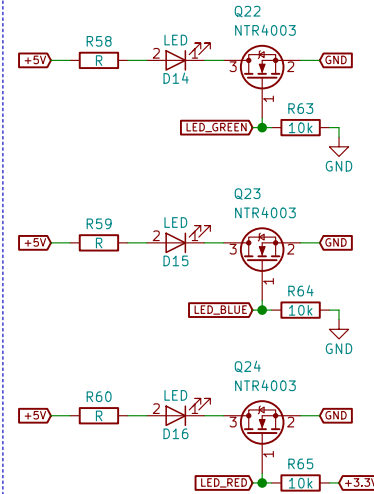 Q22
NTR4003
R58
LED
+5V
R
2
1
3
2
GND
D14
1
R63
LED_GREEN
10k
GND
Q23
NTR4003
R59
LED
+5V
R
2
1
3
2
GND
D15
1
R64
LED_BLUE
10k
GND
Q24
NTR4003
R60
LED
+5V
R
2
1
3
2
GND
D16
1
R65
LED_RED
10k
+3.3V